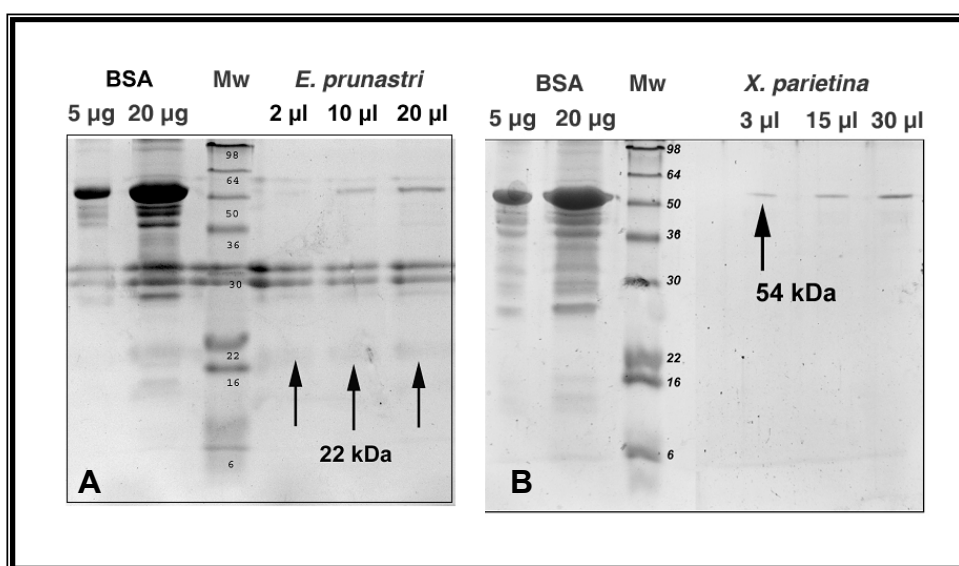 BSA Mw E. prunastri
5 µg 20 µg 2 µl 10 µl 20 µl
98
64
50
36
30
22
16
6
22 kDa
A
BSA Mw X. parietina
5 µg 20 µg 3 µl 15 µl 30 µl
98
64
50
36
30
22
16
6
54 kDa
B